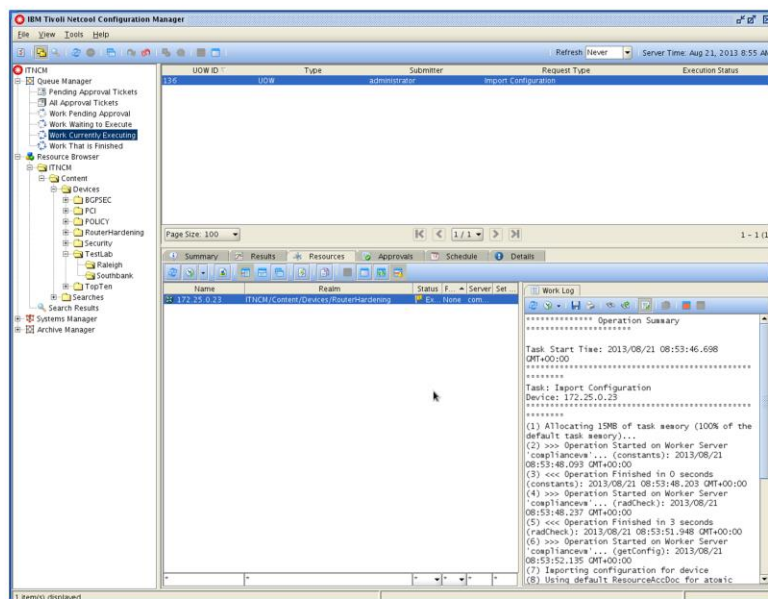 IBM Tivoli Netcool Configuration Manager
File View Tools Help
Refresh Never Server Time: Aug 21, 2013 8:55 AM
ITNCM
Queue Manager
Pending Approval Tickets
All Approval Tickets
Work Pending Approval
Work Waiting to Execute
Work Currently Executing
Work That is Finished
Resource Browser
ITNCM
Content
Devices
BGPSEC
PCI
POLICY
RouterHardening
Security
TestLab
Raleigh
Southbank
TopTen
Searches
Search Results
Systems Manager
Archive Manager
UOW ID Type Submitter Request Type Execution Status
136 UOW administrator Import Configuration
Page Size: 100 1 / 1 1 - 1 (1
Summary Results Resources Approvals Schedule Details
Name Realm Status F... Server Set ...
172.25.0.23 ITNCM/Content/Devices/RouterHardening Ex... None com...
* * * * * *
Work Log
************** Operation Summary
**********************
Task Start Time: 2013/08/21 08:53:46.698
GMT+00:00
Task: Import Configuration
Device: 172.25.0.23
(1) Allocating 15MB of task memory (100% of the
default task memory)...
(2) >>> Operation Started on Worker Server
'compliancevm'... (constants): 2013/08/21
08:53:48.093 GMT+00:00
(3) <<< Operation Finished in 0 seconds
(constants): 2013/08/21 08:53:48.203 GMT+00:00
(4) >>> Operation Started on Worker Server
'compliancevm'... (radCheck): 2013/08/21
08:53:48.237 GMT+00:00
(5) <<< Operation Finished in 3 seconds
(radCheck): 2013/08/21 08:53:51.948 GMT+00:00
(6) >>> Operation Started on Worker Server
'compliancevm'... (getConfig): 2013/08/21
08:53:52.135 GMT+00:00
(7) Importing configuration for device
(8) Using default ResourceAccDoc for atomic
1 item(s) displayed